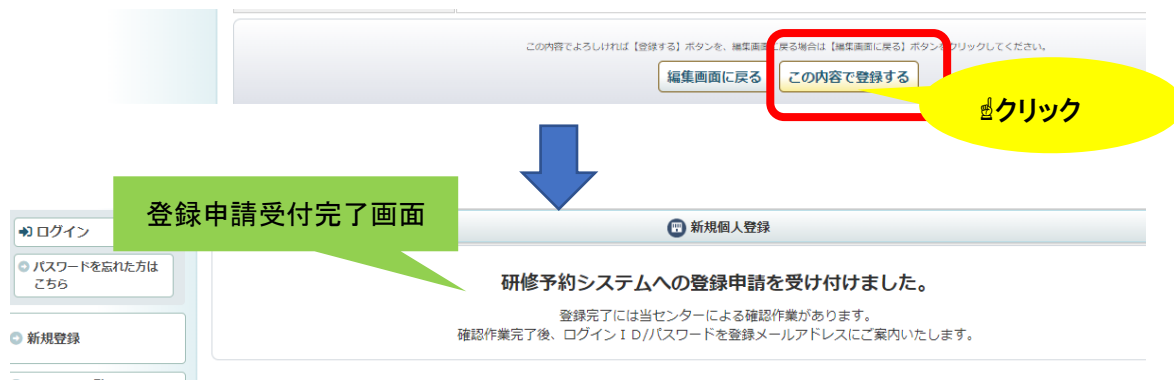 この内容でよろしければ【登録する】ボタンを、編集画面に戻る場合は【編集画面に戻る】ボタンをクリックしてください。
編集画面に戻る
この内容で登録する
☝クリック
登録申請受付完了画面
ログイン
新規個人登録
パスワードを忘れた方は
こちら
研修予約システムへの登録申請を受け付けました。
登録完了には当センターによる確認作業があります。
確認作業完了後、ログインＩＤ/パスワードを登録メールアドレスにご案内いたします。
新規登録